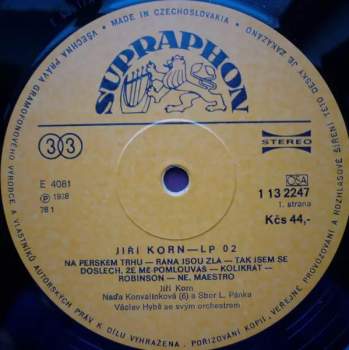 VŠECHNA PRÁVA GRAMOFONOVÉHO VÝROBCE A VLASTNÍKŮ AUTORSKÝCH PRÁV K DÍLU VYHRAŽENA. POŘIZOVÁNÍ KOPIÍ, VEŘEJNÉ PROVOZOVÁNÍ A ROZHLASOVÉ ŠÍŘENÍ TÉTO DESKY JE ZAKÁZÁNO
MADE IN CZECHOSLOVAKIA
SUPRAPHON
33
STEREO
E 4081
OSA
1 13 2247
℗ 1978
1. strana
78 1
Kčs 44,-
JIŘÍ KORN—LP 02
NA PERSKÉM TRHU — RÁNA JSOU ZLÁ — TAK JSEM SE
DOSLECH, ŽE MĚ POMLOUVÁŠ — KOLIKRÁT —
ROBINSON — NE, MAESTRO
Jiří Korn
Naďa Konvalinková (6) a Sbor L. Pánka
Václav Hybš se svým orchestrem